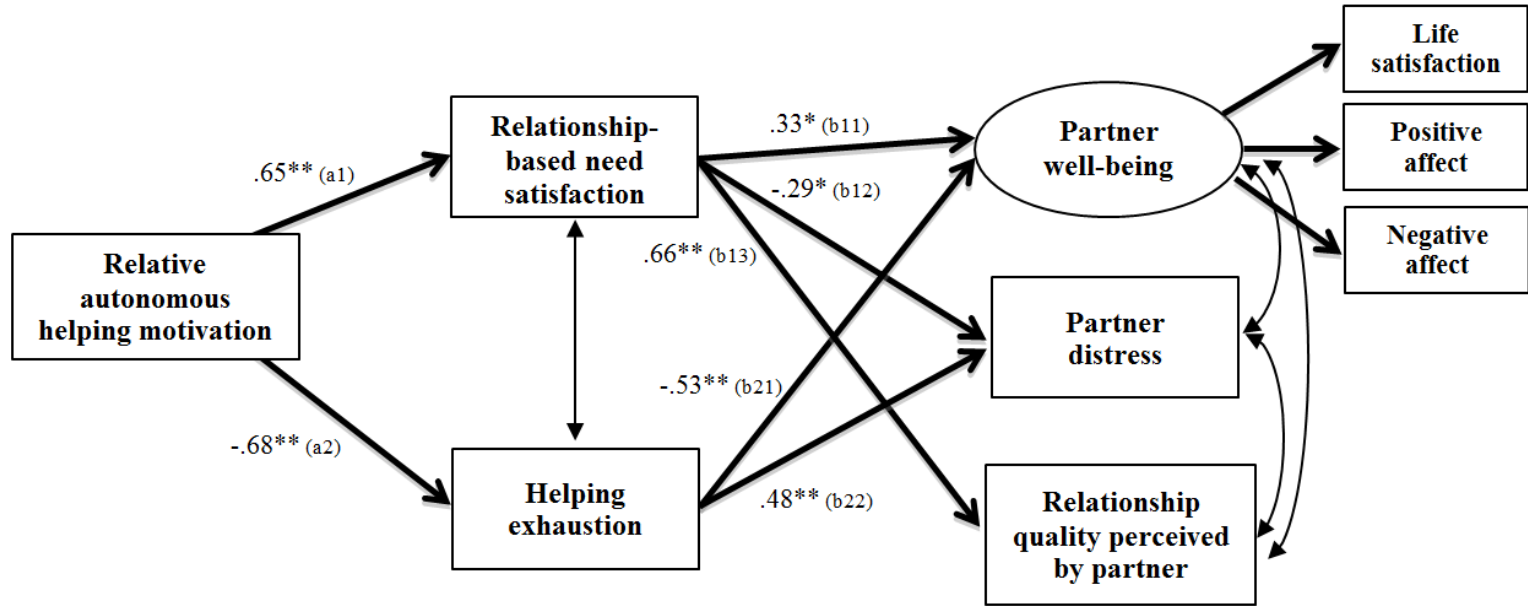 Relative
autonomous
helping motivation
.65** (a1)
-.68** (a2)
Relationship-
based need
satisfaction
Helping
exhaustion
.33* (b11)
-.29* (b12)
.66** (b13)
-.53** (b21)
.48** (b22)
Partner
well-being
Partner
distress
Relationship
quality perceived
by partner
Life
satisfaction
Positive
affect
Negative
affect